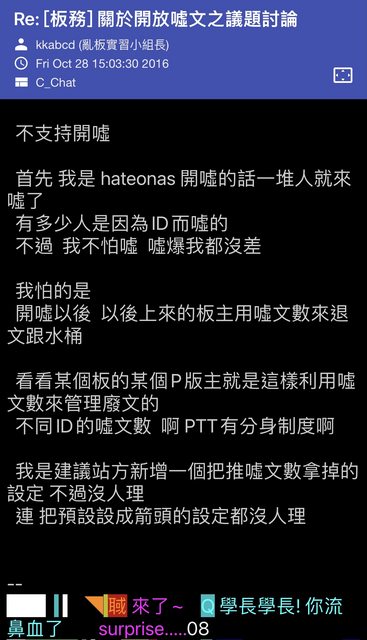 Re: [板務] 關於開放噓文之議題討論
kkabcd (亂板實習小組長)
Fri Oct 28 15:03:30 2016
C_Chat
不支持開噓
首先 我是 hateonas 開噓的話一堆人就來
噓了
有多少人是因為ID而噓的
不過 我不怕噓 噓爆我都沒差
我怕的是
開噓以後 以後上來的板主用噓文數來退
文跟水桶
看看某個板的某個P版主就是這樣利用噓
文數來管理廢文的
不同ID的噓文數 啊 PTT有分身制度啊
我是建議站方新增一個把推噓文數拿掉的
設定 不過沒人理
連 把預設設成箭頭的設定都沒人理
--
來了~ Q 學長學長! 你流
鼻血了 surprise.....08